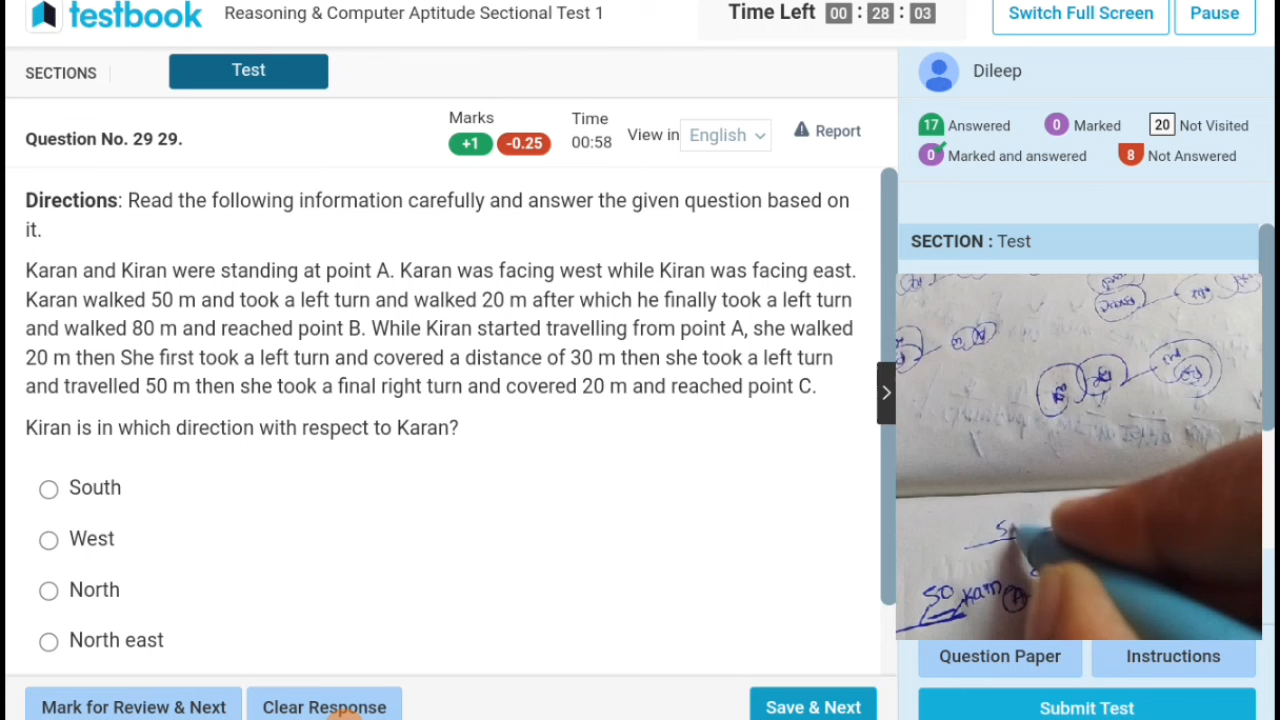 testbook
Reasoning & Computer Aptitude Sectional Test 1
Time Left 00 : 28 : 03
Switch Full Screen
Pause
SECTIONS
Test
Dileep
Question No. 29 29.
Marks
+1 -0.25
Time
00:58
View in English
Report
17 Answered
0 Marked
20 Not Visited
0 Marked and answered
8 Not Answered
Directions: Read the following information carefully and answer the given question based on
it.
SECTION : Test
Karan and Kiran were standing at point A. Karan was facing west while Kiran was facing east.
Karan walked 50 m and took a left turn and walked 20 m after which he finally took a left turn
and walked 80 m and reached point B. While Kiran started travelling from point A, she walked
20 m then She first took a left turn and covered a distance of 30 m then she took a left turn
and travelled 50 m then she took a final right turn and covered 20 m and reached point C.
Kiran is in which direction with respect to Karan?
South
West
North
North east
50
A
Question Paper
Instructions
Mark for Review & Next
Clear Response
Save & Next
Submit Test